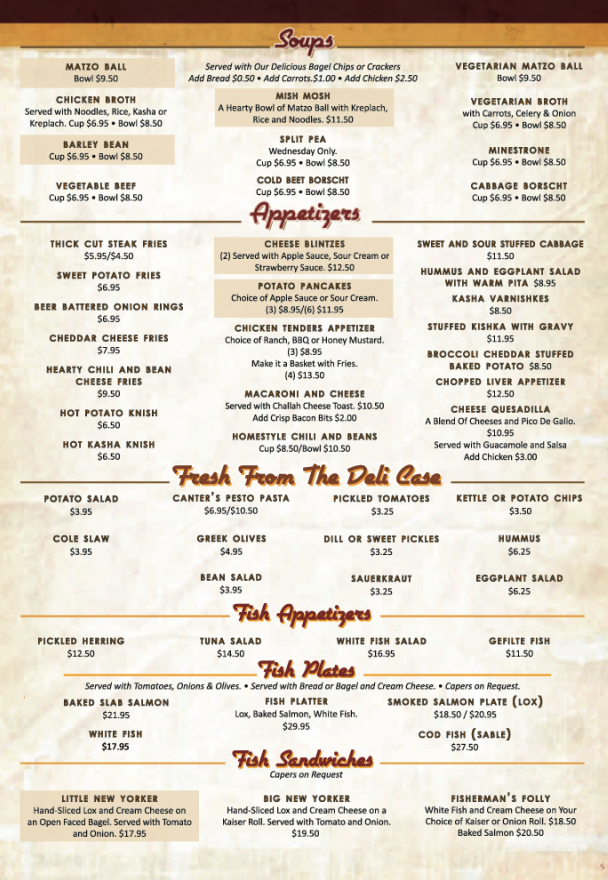 Soups
MATZO BALL
Bowl $9.50
CHICKEN BROTH
Served with Noodles, Rice, Kasha or
Kreplach. Cup $6.95 • Bowl $8.50
BARLEY BEAN
Cup $6.95 • Bowl $8.50
VEGETABLE BEEF
Cup $6.95 • Bowl $8.50
Served with Our Delicious Bagel Chips or Crackers
Add Bread $0.50 • Add Carrots.$1.00 • Add Chicken $2.50
MISH MOSH
A Hearty Bowl of Matzo Ball with Kreplach,
Rice and Noodles. $11.50
SPLIT PEA
Wednesday Only.
Cup $6.95 • Bowl $8.50
COLD BEET BORSCHT
Cup $6.95 • Bowl $8.50
VEGETARIAN MATZO BALL
Bowl $9.50
VEGETARIAN BROTH
with Carrots, Celery & Onion
Cup $6.95 • Bowl $8.50
MINESTRONE
Cup $6.95 • Bowl $8.50
CABBAGE BORSCHT
Cup $6.95 • Bowl $8.50
Appetizers
THICK CUT STEAK FRIES
$5.95/$4.50
SWEET POTATO FRIES
$6.95
BEER BATTERED ONION RINGS
$6.95
CHEDDAR CHEESE FRIES
$7.95
HEARTY CHILI AND BEAN
CHEESE FRIES
$9.50
HOT POTATO KNISH
$6.50
HOT KASHA KNISH
$6.50
CHEESE BLINTZES
(2) Served with Apple Sauce, Sour Cream or
Strawberry Sauce. $12.50
POTATO PANCAKES
Choice of Apple Sauce or Sour Cream.
(3) $8.95/(6) $11.95
CHICKEN TENDERS APPETIZER
Choice of Ranch, BBQ or Honey Mustard.
(3) $8.95
Make it a Basket with Fries.
(4) $13.50
MACARONI AND CHEESE
Served with Challah Cheese Toast. $10.50
Add Crisp Bacon Bits $2.00
HOMESTYLE CHILI AND BEANS
Cup $8.50/Bowl $10.50
SWEET AND SOUR STUFFED CABBAGE
$11.50
HUMMUS AND EGGPLANT SALAD
WITH WARM PITA $8.95
KASHA VARNISHKES
$8.50
STUFFED KISHKA WITH GRAVY
$11.95
BROCCOLI CHEDDAR STUFFED
BAKED POTATO $8.50
CHOPPED LIVER APPETIZER
$12.50
CHEESE QUESADILLA
A Blend Of Cheeses and Pico De Gallo.
$10.95
Served with Guacamole and Salsa
Add Chicken $3.00
Fresh From The Deli Case
POTATO SALAD
$3.95
CANTER'S PESTO PASTA
$6.95/$10.50
PICKLED TOMATOES
$3.25
KETTLE OR POTATO CHIPS
$3.50
COLE SLAW
$3.95
GREEK OLIVES
$4.95
DILL OR SWEET PICKLES
$3.25
HUMMUS
$6.25
BEAN SALAD
$3.95
SAUERKRAUT
$3.25
EGGPLANT SALAD
$6.25
Fish Appetizers
PICKLED HERRING
$12.50
TUNA SALAD
$14.50
WHITE FISH SALAD
$16.95
GEFILTE FISH
$11.50
Fish Plates
Served with Tomatoes, Onions & Olives. • Served with Bread or Bagel and Cream Cheese. • Capers on Request.
BAKED SLAB SALMON
$21.95
WHITE FISH
$17.95
FISH PLATTER
Lox, Baked Salmon, White Fish.
$29.95
SMOKED SALMON PLATE (LOX)
$18.50 / $20.95
COD FISH (SABLE)
$27.50
Fish Sandwiches
Capers on Request
LITTLE NEW YORKER
Hand-Sliced Lox and Cream Cheese on
an Open Faced Bagel. Served with Tomato
and Onion. $17.95
BIG NEW YORKER
Hand-Sliced Lox and Cream Cheese on a
Kaiser Roll. Served with Tomato and Onion.
$19.50
FISHERMAN'S FOLLY
White Fish and Cream Cheese on Your
Choice of Kaiser or Onion Roll. $18.50
Baked Salmon $20.50